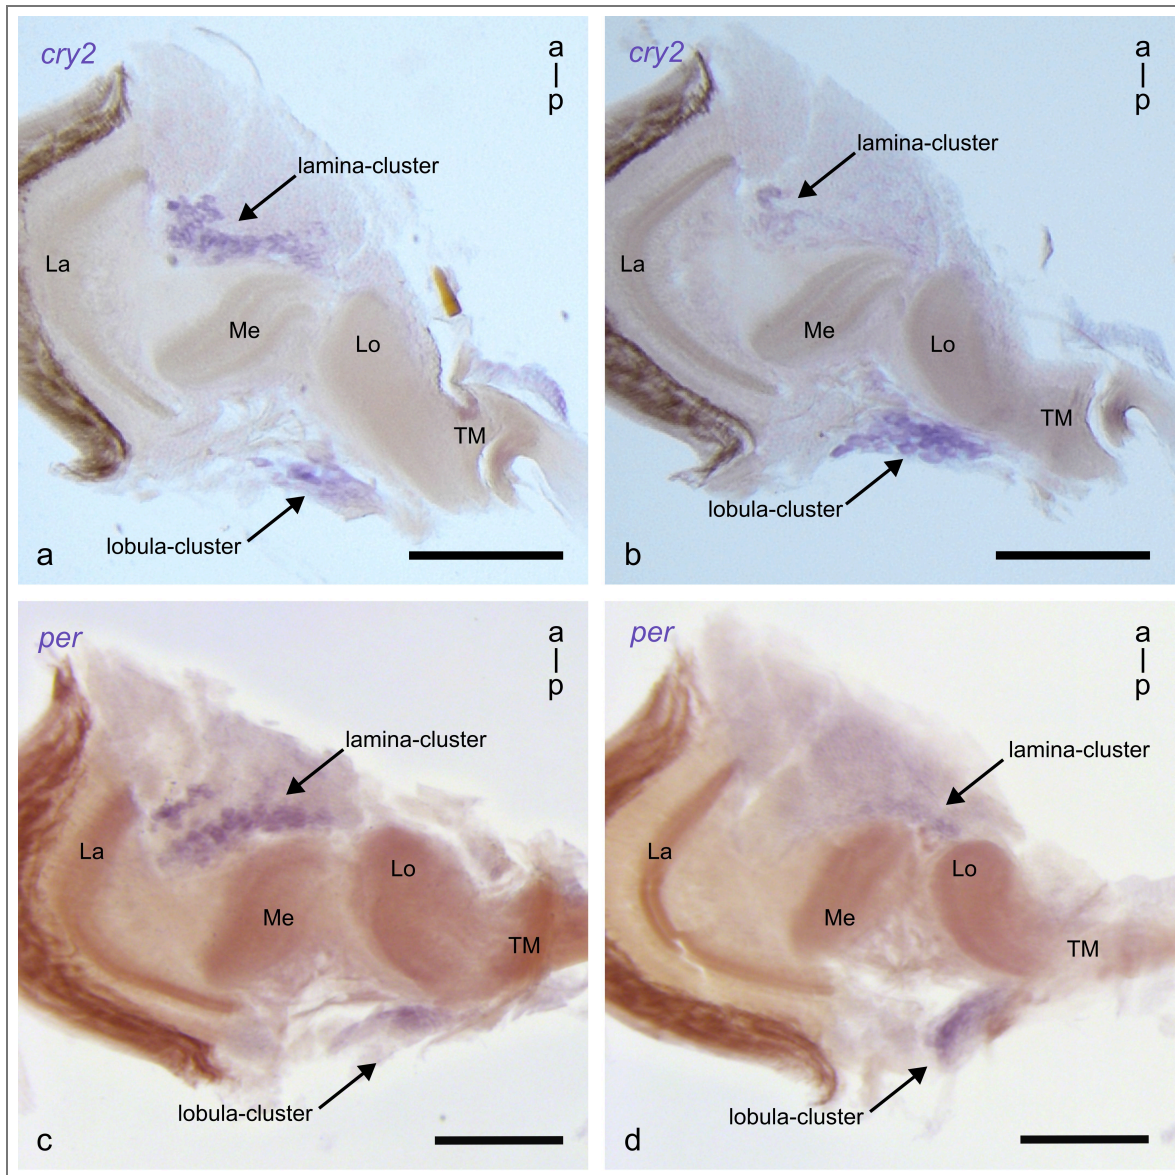 cry2
a
p
lamina-cluster
La
Me
Lo
TM
lobula-cluster
a
cry2
a
p
lamina-cluster
La
Me
Lo
TM
lobula-cluster
b
per
a
p
lamina-cluster
La
Lo
Me
TM
lobula-cluster
c
per
a
p
lamina-cluster
La
Lo
Me
TM
lobula-cluster
d